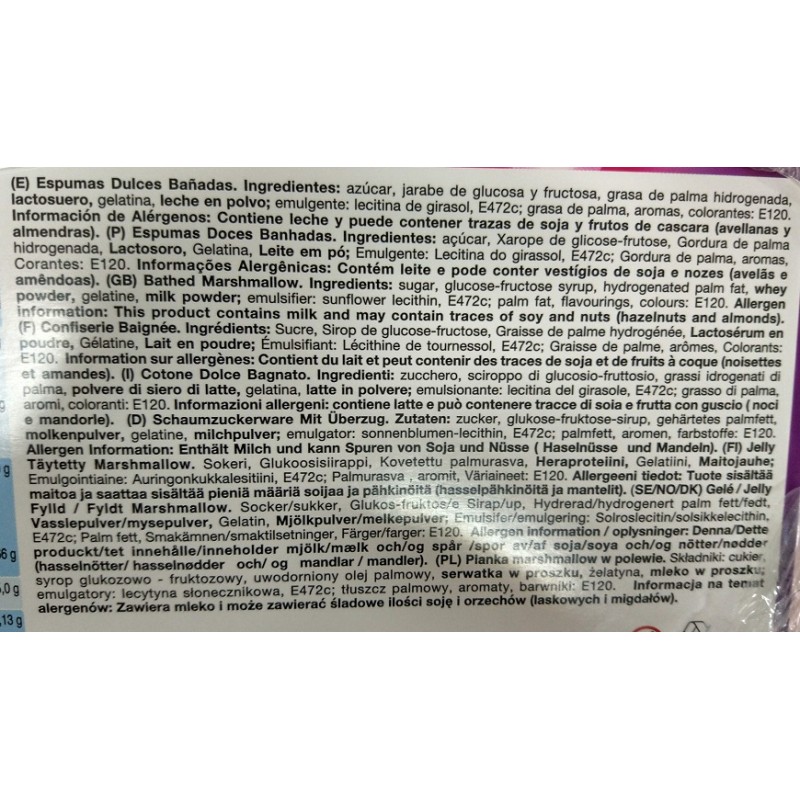 (E) Espumas Dulces Bañadas. Ingredientes: azúcar, jarabe de glucosa y fructosa, grasa de palma hidrogenada,
lactosuero, gelatina, leche en polvo; emulgente: lecitina de girasol, E472c; grasa de palma, aromas, colorantes: E120.
Información de Alérgenos: Contiene leche y puede contener trazas de soja y frutos de cascara (avellanas y
almendras). (P) Espumas Doces Banhadas. Ingredientes: açúcar, Xarope de glicose-frutose, Gordura de palma
hidrogenada, Lactosoro, Gelatina, Leite em pó; Emulgente: Lecitina do girassol, E472c; Gordura de palma, aromas,
Corantes: E120. Informações Alergênicas: Contém leite e pode conter vestígios de soja e nozes (avelãs e
amêndoas). (GB) Bathed Marshmallow. Ingredients: sugar, glucose-fructose syrup, hydrogenated palm fat, whey
powder, gelatine, milk powder; emulsifier: sunflower lecithin, E472c; palm fat, flavourings, colours: E120. Allergen
information: This product contains milk and may contain traces of soy and nuts (hazelnuts and almonds).
(F) Confiserie Baignée. Ingrédients: Sucre, Sirop de glucose-fructose, Graisse de palme hydrogénée, Lactosérum en
poudre, Gélatine, Lait en poudre; Émulsifiant: Lécithine de tournessol, E472c; Graisse de palme, arômes, Colorants:
E120. Information sur allergènes: Contient du lait et peut contenir des traces de soja et de fruits à coque (noisettes
et amandes). (I) Cotone Dolce Bagnato. Ingredienti: zucchero, sciroppo di glucosio-fruttosio, grassi idrogenati di
palma, polvere di siero di latte, gelatina, latte in polvere; emulsionante: lecitina del girasole, E472c; grasso di palma,
aromi, coloranti: E120. Informazioni allergeni: contiene latte e può contenere tracce di soia e frutta con guscio ( noci
e mandorle). (D) Schaumzuckerware Mit Überzug. Zutaten: zucker, glukose-fruktose-sirup, gehärtetes palmfett,
molkenpulver, gelatine, milchpulver; emulgator: sonnenblumen-lecithin, E472c; palmfett, aromen, farbstoffe: E120.
Allergen Information: Enthält Milch und kann Spuren von Soja und Nüsse ( Haselnüsse und Mandeln). (FI) Jelly
Täytetty Marshmallow. Sokeri, Glukoosisiirappi, Kovetettu palmurasva, Heraproteiini, Gelatiini, Maitojauhe;
Emulgointiaine: Auringonkukkalesitiini, E472c; Palmurasva , aromit, Väriaineet: E120. Allergeeni tiedot: Tuote sisältää
maitoa ja saattaa sisältää pieniä määriä soijaa ja pähkinöitä (hasselpähkinöitä ja mantelit). (SE/NO/DK) Gelé / Jelly
Fylld / Fyldt Marshmallow. Socker/sukker, Glukos-fruktos/e Sirap/up, Hydrerad/hydrogenert palm fett/fedt,
Vasslepulver/mysepulver, Gelatin, Mjölkpulver/melkepulver; Emulsifer/emulgering: Solroslecitin/solsikkelecithin,
E472c; Palm fett, Smakämnen/smaktilsetninger, Färger/farger: E120. Allergen information / oplysninger: Denna/Dette
produckt/tet innehålle/inneholder mjölk/mælk och/og spår /spor av/af soja/soya och/og nötter/nødder
(hasselnötter/ hasselnødder och/ og mandlar / mandler). (PL) Pianka marshmallow w polewie. Składniki: cukier,
syrop glukozowo - fruktozowy, uwodorniony olej palmowy, serwatka w proszku, żelatyna, mleko w proszku;
emulgatory: lecytyna słonecznikowa, E472c; tłuszcz palmowy, aromaty, barwniki: E120. Informacja na temat
alergenów: Zawiera mleko i może zawierać śladowe ilości soję i orzechów (laskowych i migdałów).
g
g
6 g
,0 g
,13 g